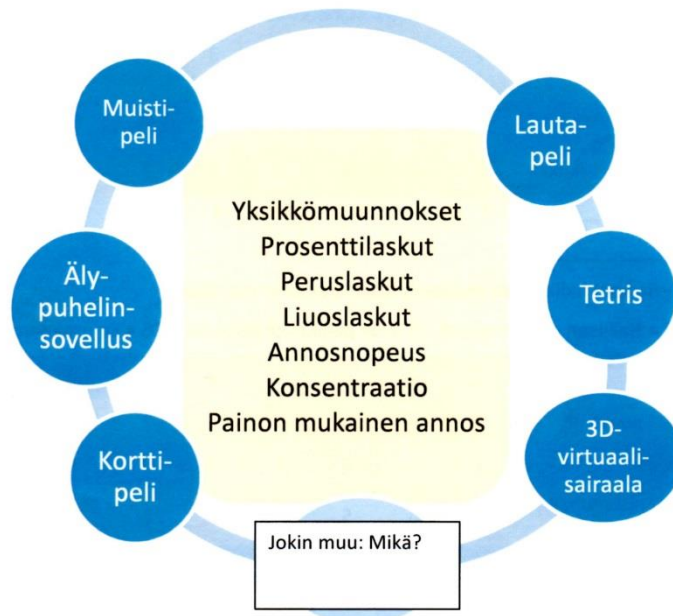 Muisti-
peli
Lauta-
peli
Yksikkömuunnokset
Prosenttilaskut
Peruslaskut
Liuoslaskut
Annosnopeus
Konsentraatio
Painon mukainen annos
Äly-
puhelin-
sovellus
Tetris
Kortti-
peli
3D-
virtuaali-
sairaala
Jokin muu: Mikä?